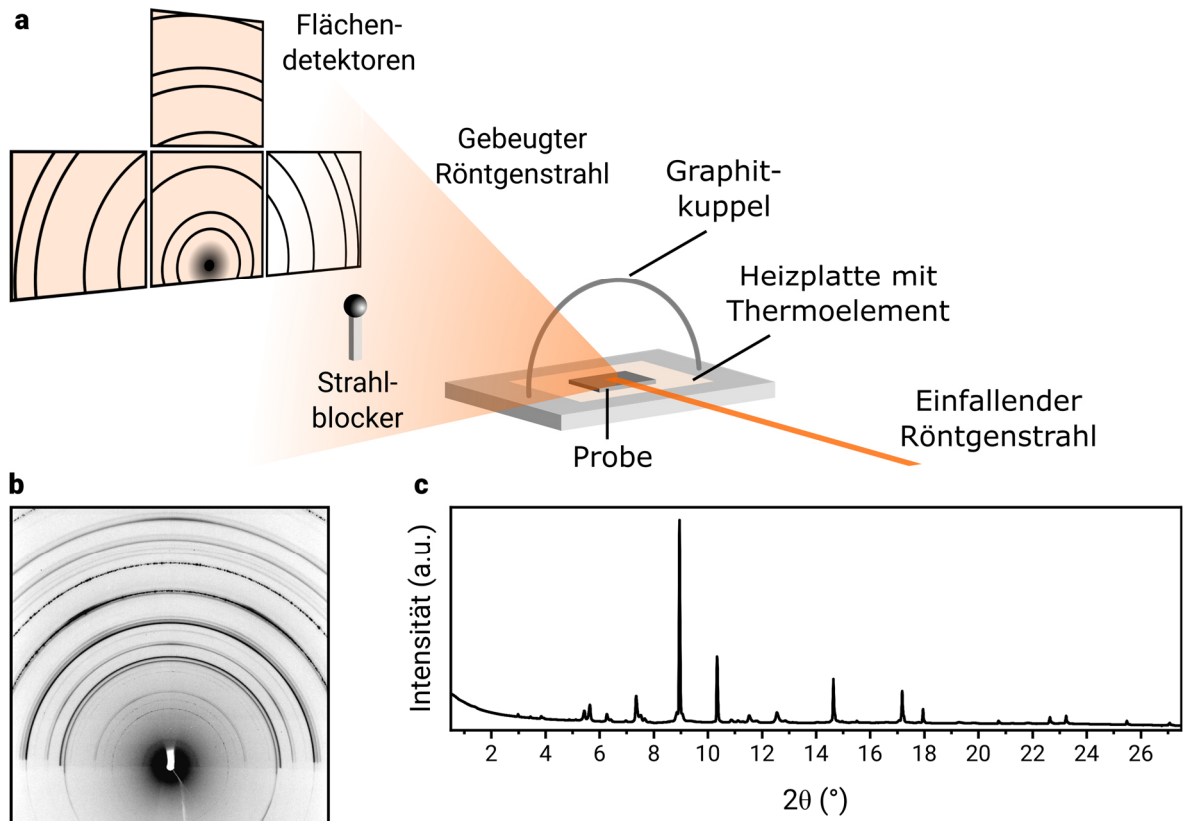 a
Flächen-
detektoren
Gebeugter
Röntgenstrahl
Graphit-
kuppel
Heizplatte mit
Thermoelement
Strahl-
blocker
Probe
Einfallender
Röntgenstrahl
b
c
Intensität (a.u.)
2 4 6 8 10 12 14 16 18 20 22 24 26
2θ (°)